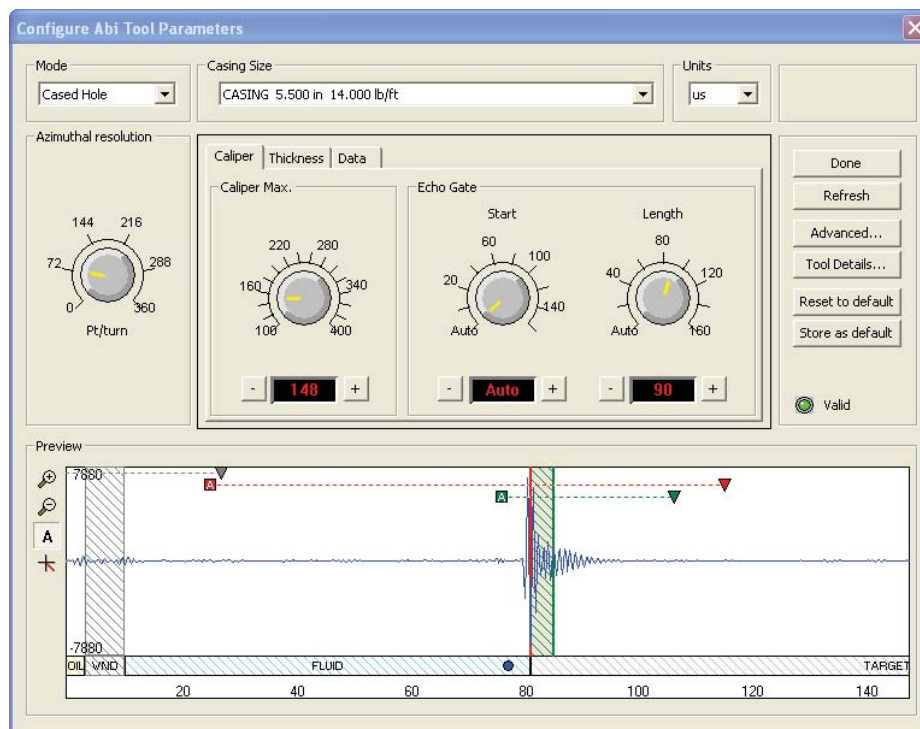 Configure Abi Tool Parameters
Mode
Cased Hole
Casing Size
CASING 5.500 in 14.000 lb/ft
Units
us
Azimuthal resolution
144 216
72 288
0 360
Pt/turn
Caliper Thickness Data
Caliper Max.
220 280
160 340
100 400
- 148 +
Echo Gate
Start
60
20 100
Auto 140
- Auto +
Length
80
40 120
Auto 160
- 90 +
Done
Refresh
Advanced...
Tool Details...
Reset to default
Store as default
Valid
Preview
A
7880
A
A
-7880
OIL WND FLUID TARGET
20 40 60 80 100 120 140